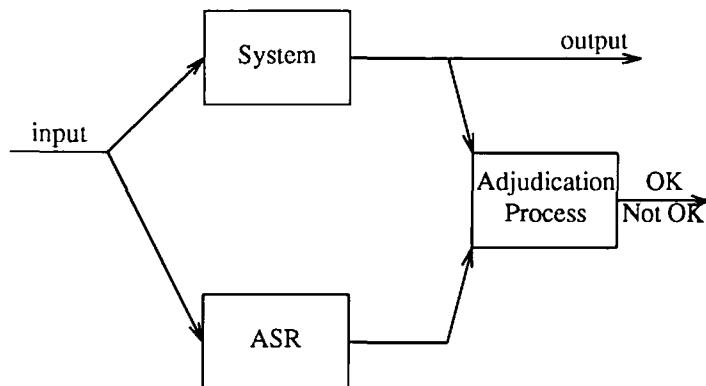 System
output
input
Adjudication
Process
OK
Not OK
ASR